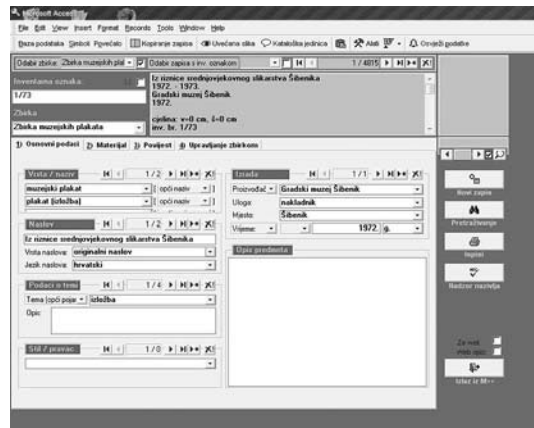 Microsoft Access
File Edit View Insert Format Records Tools Window Help
Baza podataka Simboli Povećalo Kopiranje zapisa Uvećana slika Kataloška jedinica Alati Osvježi podatke
Odabir zbirke: Zbirka muzejskih pla Odabir zapisa s inv. oznakom 1 / 4815
Inventarna oznaka:
1/73
Zbirka
Zbirka muzejskih plakata
Iz riznice srednjovjekovnog slikarstva Šibenika
1972. - 1973.
Gradski muzej Šibenik
1972.
cjelina: v=0 cm, š=0 cm
inv. br. 1/73
1) Osnovni podaci 2) Materijal 3) Povijest 4) Upravljanje zbirkom
Vrsta / naziv 1 / 2
muzejski plakat [ opći naziv ]
plakat (izložba) [ opći naziv ]
Naslov 1 / 2
Iz riznice srednjovjekovnog slikarstva Šibenika
Vrsta naslova: originalni naslov
Jezik naslova: hrvatski
Podaci o temi 1 / 4
Tema (opći pojar izložba
Opis:
Stil / pravac 1 / 0
Izrada 1 / 1
Proizvođač Gradski muzej Šibenik
Uloga: nakladnik
Mjesto: Šibenik
Vrijeme: 1972. g.
Opis predmeta
Novi zapis
Pretraživanje
Ispisi
Nadzor nazivlja
Za web
Web opis:
Izlaz iz M++